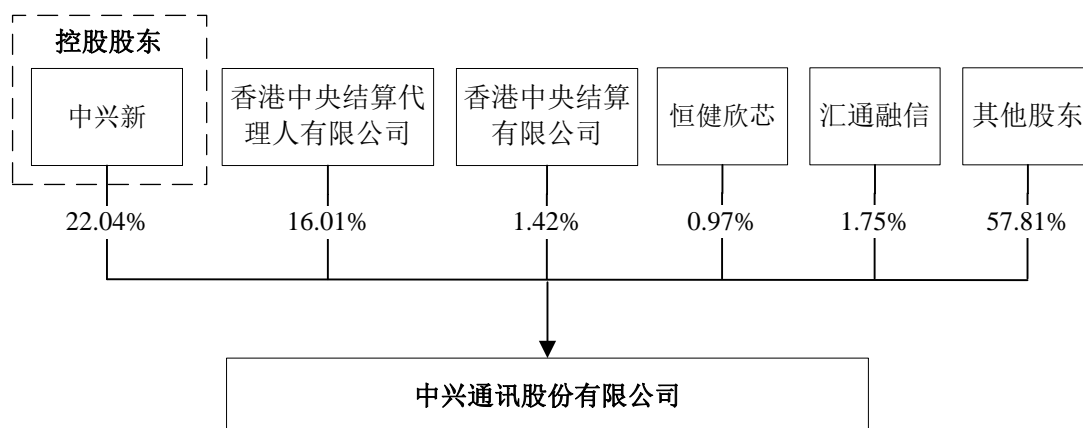 控股股东
中兴新
香港中央结算代
理人有限公司
香港中央结算
有限公司
恒健欣芯
汇通融信
其他股东
22.04%
16.01%
1.42%
0.97%
1.75%
57.81%
中兴通讯股份有限公司